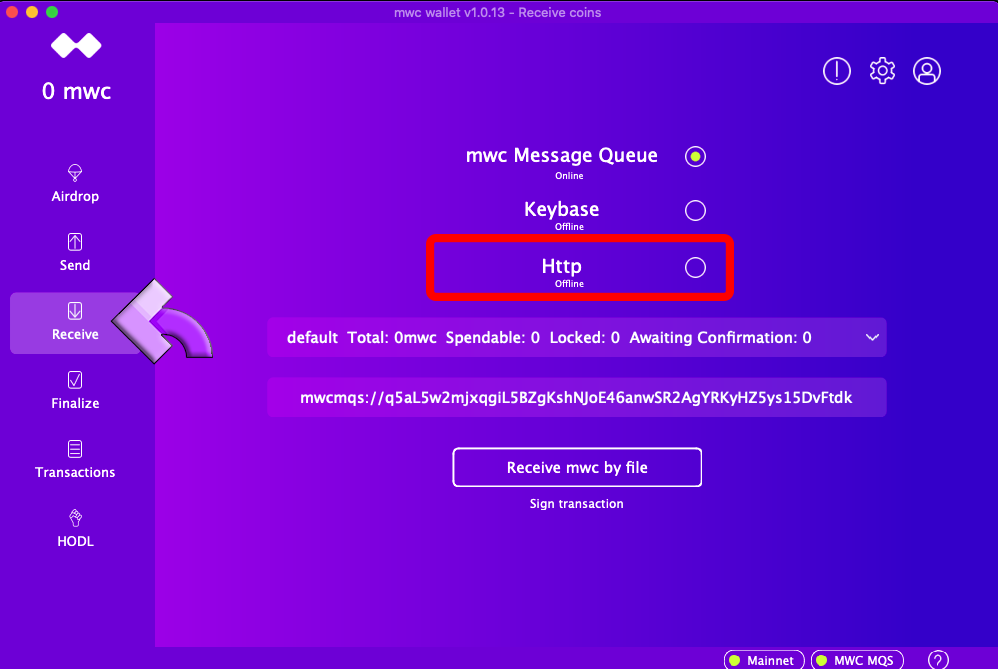 mwc wallet v1.0.13 - Receive coins
0 mwc
Airdrop
Send
Receive
Finalize
Transactions
HODL
mwc Message Queue
Online
Keybase
Offline
Http
Offline
default Total: 0mwc Spendable: 0 Locked: 0 Awaiting Confirmation: 0
mwcmqs://q5aL5w2mjxqgiL5BZgKshNJoE46anwSR2AgYRKyHZ5ys15DvFtdk
Receive mwc by file
Sign transaction
Mainnet
MWC MQS
?